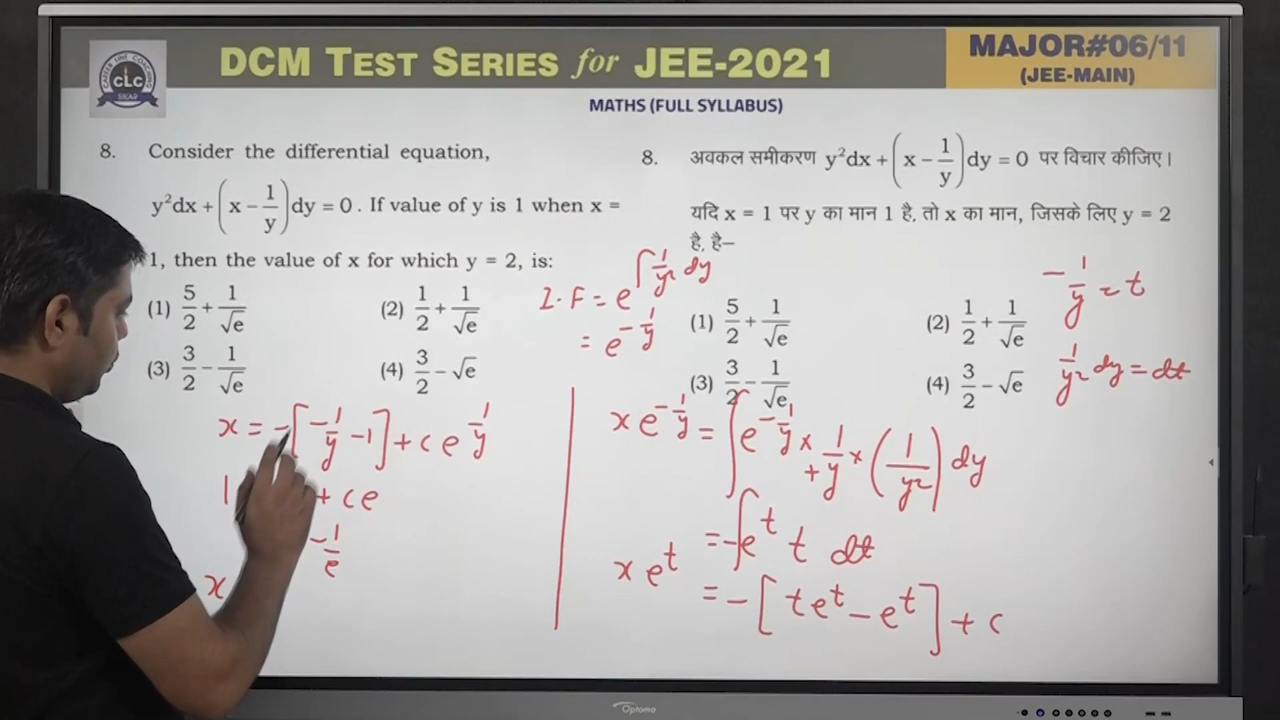 DCM TEST SERIES for JEE-2021
MAJOR#06/11
(JEE-MAIN)
CLC
SIKAR
MATHS (FULL SYLLABUS)
8. Consider the differential equation,
y²dx + (x − 1/y) dy = 0 . If value of y is 1 when x =
1, then the value of x for which y = 2, is:
(1) 5/2 + 1/√e
(2) 1/2 + 1/√e
(3) 3/2 − 1/√e
(4) 3/2 − √e
8. अवकल समीकरण y²dx + (x − 1/y) dy = 0 पर विचार कीजिए।
यदि x = 1 पर y का मान 1 है, तो x का मान, जिसके लिए y = 2
है, है–
(1) 5/2 + 1/√e
(2) 1/2 + 1/√e
(3) 3/2 − 1/√e
(4) 3/2 − √e
I.F = e^∫ 1/y² dy
= e^−1/y
−1/y = t
1/y² dy = dt
x e^−1/y = ∫ e^−1/y × +1/y × (1/y²) dy
= −∫ e^t t dt
x e^t = −[te^t − e^t] + c
x = −[−1/y − 1] + c e^1/y
1 + ce
−1/e
x
Optoma